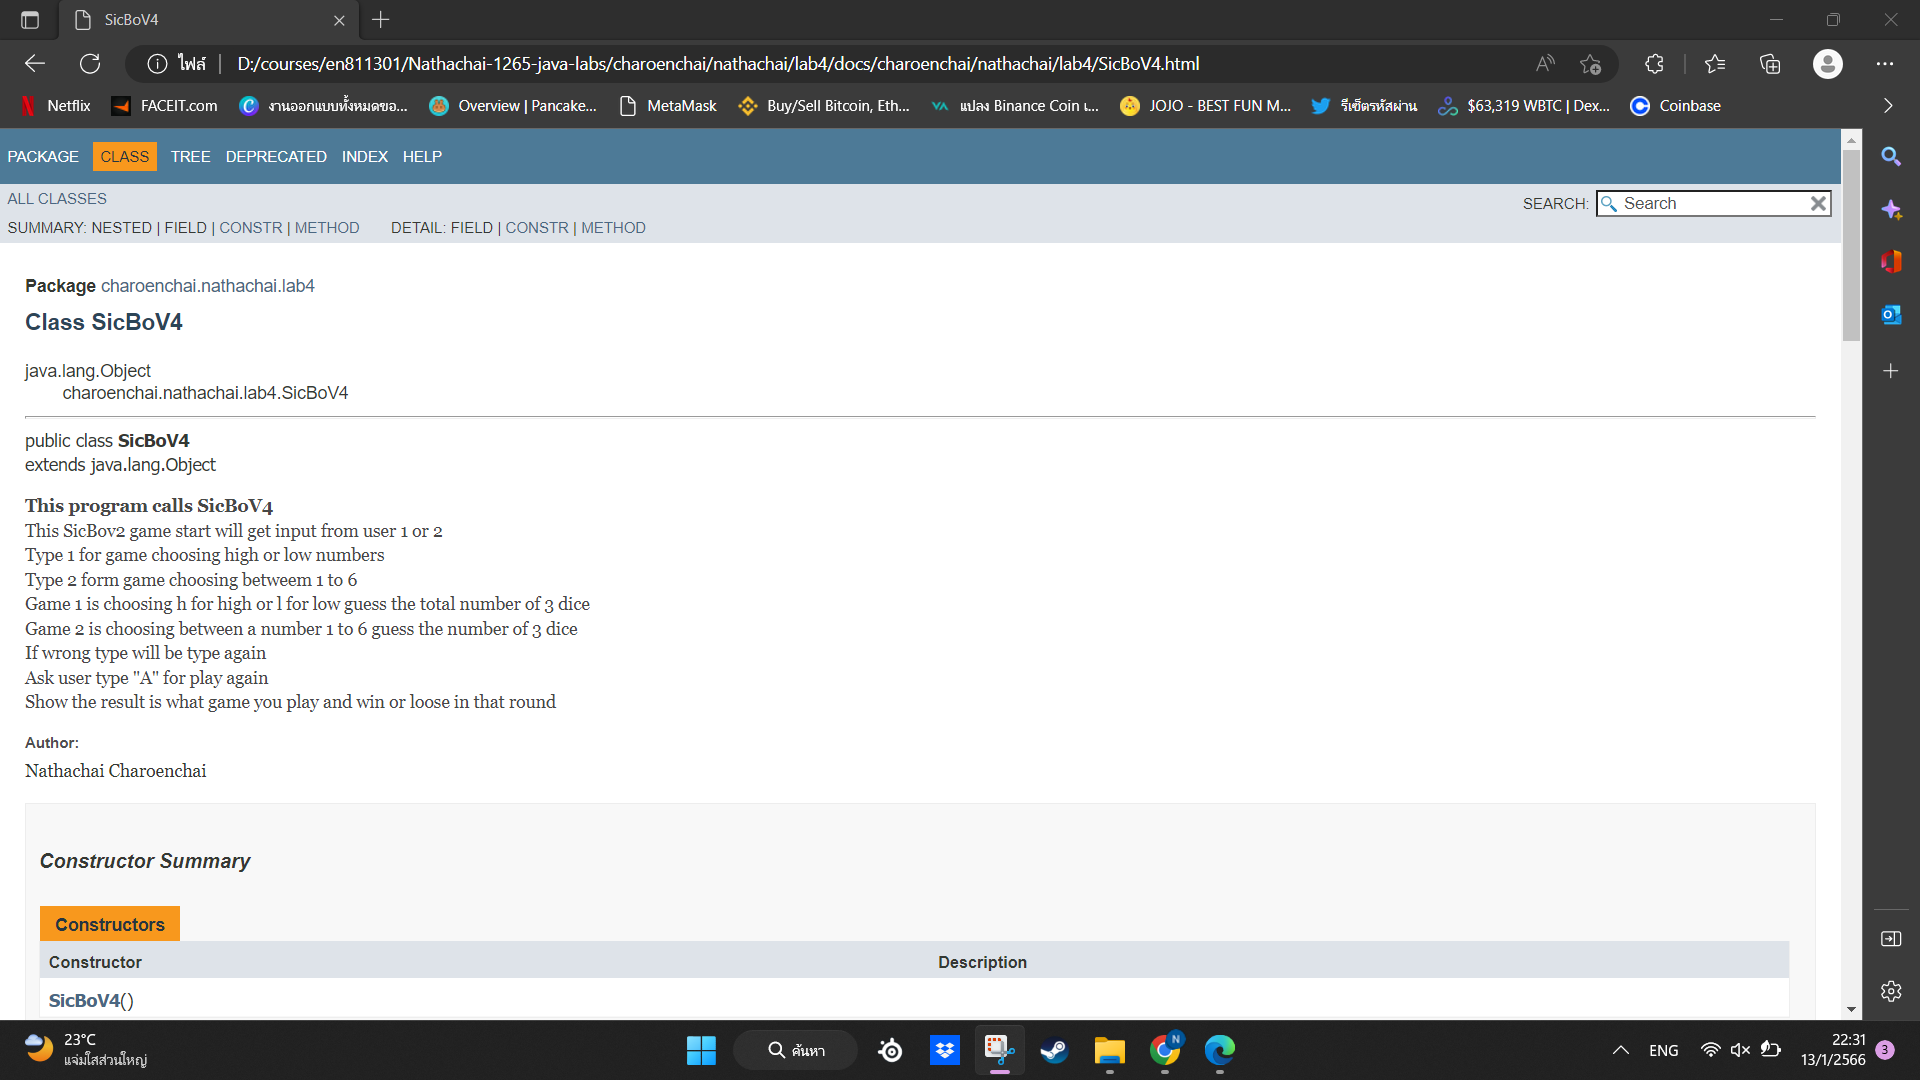 SicBoV4
ไฟล์
D:/courses/en811301/Nathachai-1265-java-labs/charoenchai/nathachai/lab4/docs/charoenchai/nathachai/lab4/SicBoV4.html
Netflix
FACEIT.com
งานออกแบบทั้งหมดขอ...
Overview | Pancake...
MetaMask
Buy/Sell Bitcoin, Eth...
แปลง Binance Coin เ...
JOJO - BEST FUN M...
รีเซ็ตรหัสผ่าน
$63,319 WBTC | Dex...
Coinbase
PACKAGE CLASS TREE DEPRECATED INDEX HELP
ALL CLASSES
SEARCH: Search
SUMMARY: NESTED | FIELD | CONSTR | METHOD DETAIL: FIELD | CONSTR | METHOD
Package charoenchai.nathachai.lab4
Class SicBoV4
java.lang.Object
charoenchai.nathachai.lab4.SicBoV4
public class SicBoV4
extends java.lang.Object
This program calls SicBoV4
This SicBov2 game start will get input from user 1 or 2
Type 1 for game choosing high or low numbers
Type 2 form game choosing betweem 1 to 6
Game 1 is choosing h for high or l for low guess the total number of 3 dice
Game 2 is choosing between a number 1 to 6 guess the number of 3 dice
If wrong type will be type again
Ask user type "A" for play again
Show the result is what game you play and win or loose in that round
Author:
Nathachai Charoenchai
Constructor Summary
Constructors
Constructor Description
SicBoV4()
23°C
แจ่มใสส่วนใหญ่
ค้นหา
N
ENG
22:31
13/1/2566
3